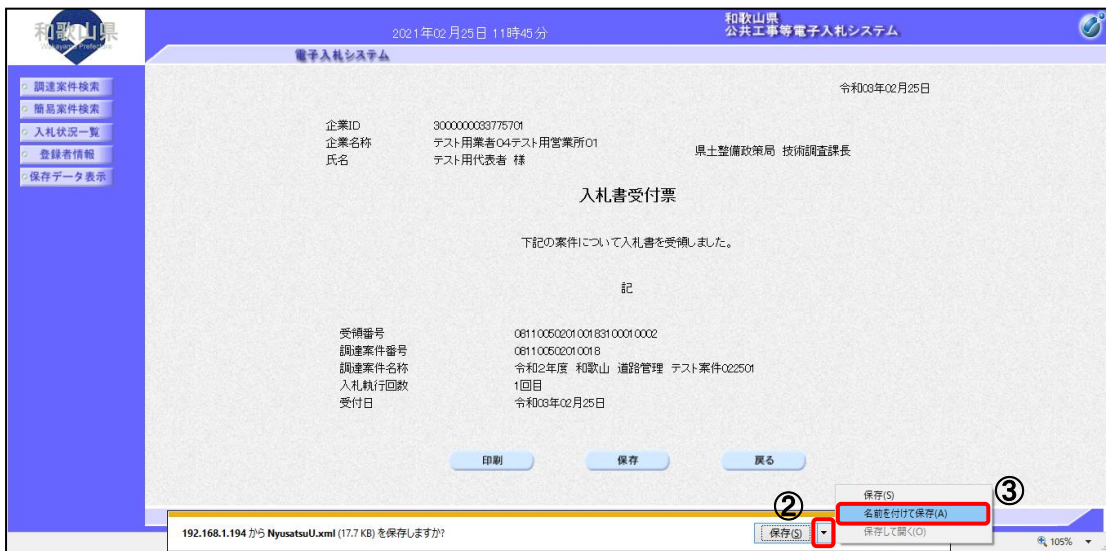 和歌山県
Wakayama Prefecture
2021年02月25日 11時45分
和歌山県
公共工事等電子入札システム
電子入札システム
調達案件検索
簡易案件検索
入札状況一覧
登録者情報
保存データ表示
令和03年02月25日
企業ID 3000000033775701
企業名称 テスト用業者04テスト用営業所01
氏名 テスト用代表者 様
県土整備政策局 技術調査課長
入札書受付票
下記の案件について入札書を受領しました。
記
受領番号 0811005020100183100010002
調達案件番号 08110050201​0018
調達案件名称 令和2年度 和歌山 道路管理 テスト案件022501
入札執行回数 1回目
受付日 令和03年02月25日
印刷 保存 戻る
192.168.1.194 から NyusatsuU.xml (17.7 KB) を保存しますか?
② 保存(S) ▼
保存(S)
名前を付けて保存(A)
保存して開く(O)
③
105%